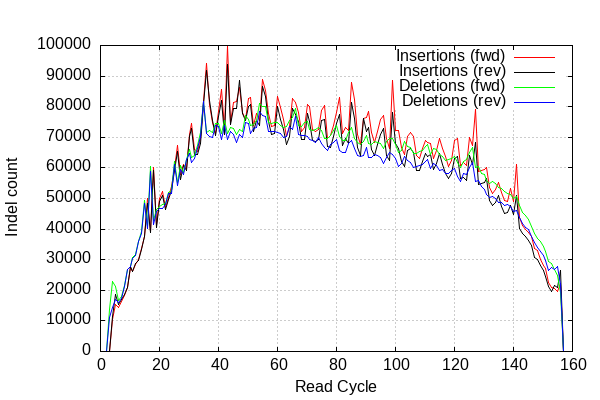 100000
90000
80000
70000
60000
50000
40000
30000
20000
10000
0
Indel count
Insertions (fwd)
Insertions (rev)
Deletions (fwd)
Deletions (rev)
0 20 40 60 80 100 120 140 160
Read Cycle